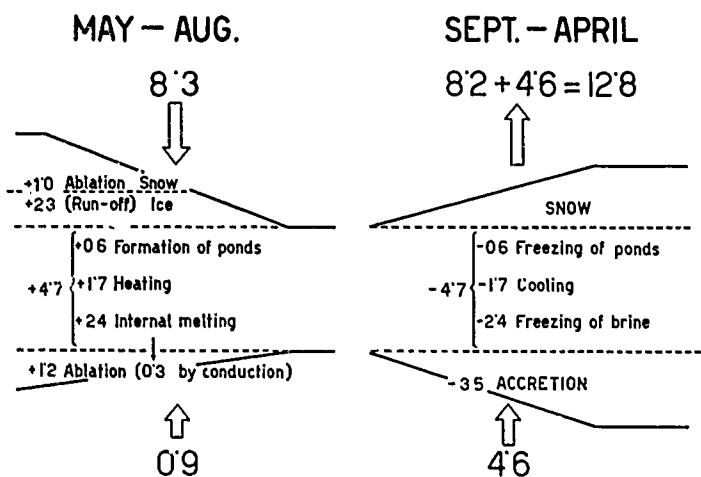 MAY – AUG.
8·3
+1·0 Ablation Snow
+2·3 (Run-off) Ice
+0·6 Formation of ponds
+4·7
+1·7 Heating
+2·4 Internal melting
+1·2 Ablation (0·3 by conduction)
0·9
SEPT. – APRIL
8·2 + 4·6 = 12·8
SNOW
-0·6 Freezing of ponds
-4·7
-1·7 Cooling
-2·4 Freezing of brine
-3·5 ACCRETION
4·6